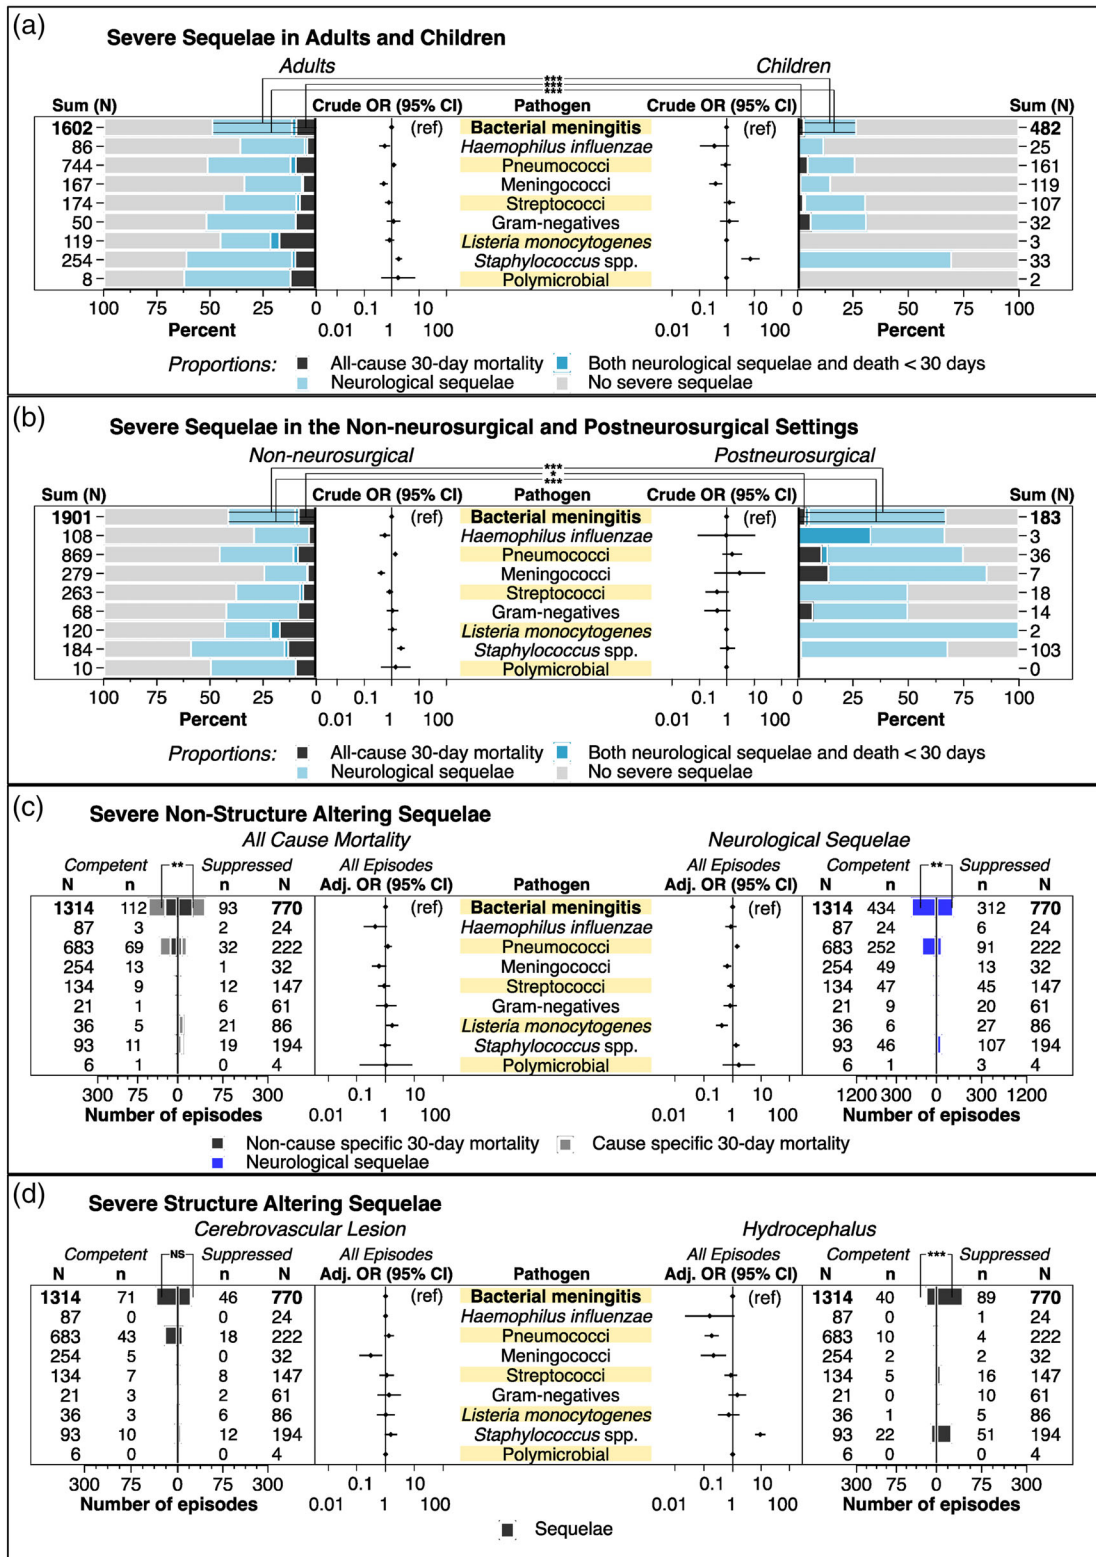 (a)
Severe Sequelae in Adults and Children
Adults *** Children
***
***
Sum (N) Crude OR (95% CI) Pathogen Crude OR (95% CI) Sum (N)
1602 (ref) Bacterial meningitis (ref) 482
86 Haemophilus influenzae 25
744 Pneumococci 161
167 Meningococci 119
174 Streptococci 107
50 Gram-negatives 32
119 Listeria monocytogenes 3
254 Staphylococcus spp. 33
8 Polymicrobial 2
100 75 50 25 0 0.1 10 0.1 10 0 25 50 75 100
Percent 0.01 1 100 0.01 1 100 Percent
Proportions: All-cause 30-day mortality Both neurological sequelae and death < 30 days
Neurological sequelae No severe sequelae
(b)
Severe Sequelae in the Non-neurosurgical and Postneurosurgical Settings
Non-neurosurgical *** Postneurosurgical
*
***
Sum (N) Crude OR (95% CI) Pathogen Crude OR (95% CI) Sum (N)
1901 (ref) Bacterial meningitis (ref) 183
108 Haemophilus influenzae 3
869 Pneumococci 36
279 Meningococci 7
263 Streptococci 18
68 Gram-negatives 14
120 Listeria monocytogenes 2
184 Staphylococcus spp. 103
10 Polymicrobial 0
100 75 50 25 0 0.1 10 0.1 10 0 25 50 75 100
Percent 0.01 1 100 0.01 1 100 Percent
Proportions: All-cause 30-day mortality Both neurological sequelae and death < 30 days
Neurological sequelae No severe sequelae
(c)
Severe Non-Structure Altering Sequelae
All Cause Mortality Neurological Sequelae
Competent ** Suppressed All Episodes All Episodes Competent ** Suppressed
N n n N Adj. OR (95% CI) Pathogen Adj. OR (95% CI) N n n N
1314 112 93 770 (ref) Bacterial meningitis (ref) 1314 434 312 770
87 3 2 24 Haemophilus influenzae 87 24 6 24
683 69 32 222 Pneumococci 683 252 91 222
254 13 1 32 Meningococci 254 49 13 32
134 9 12 147 Streptococci 134 47 45 147
21 1 6 61 Gram-negatives 21 9 20 61
36 5 21 86 Listeria monocytogenes 36 6 27 86
93 11 19 194 Staphylococcus spp. 93 46 107 194
6 1 0 4 Polymicrobial 6 1 3 4
300 75 0 75 300 0.1 10 0.1 10 1200 300 0 300 1200
Number of episodes 0.01 1 100 0.01 1 100 Number of episodes
Non-cause specific 30-day mortality Cause specific 30-day mortality
Neurological sequelae
(d)
Severe Structure Altering Sequelae
Cerebrovascular Lesion Hydrocephalus
Competent NS Suppressed All Episodes All Episodes Competent *** Suppressed
N n n N Adj. OR (95% CI) Pathogen Adj. OR (95% CI) N n n N
1314 71 46 770 (ref) Bacterial meningitis (ref) 1314 40 89 770
87 0 0 24 Haemophilus influenzae 87 0 1 24
683 43 18 222 Pneumococci 683 10 4 222
254 5 0 32 Meningococci 254 2 2 32
134 7 8 147 Streptococci 134 5 16 147
21 3 2 61 Gram-negatives 21 0 10 61
36 3 6 86 Listeria monocytogenes 36 1 5 86
93 10 12 194 Staphylococcus spp. 93 22 51 194
6 0 0 4 Polymicrobial 6 0 0 4
300 75 0 75 300 0.1 10 0.1 10 300 75 0 75 300
Number of episodes 0.01 1 100 0.01 1 100 Number of episodes
Sequelae